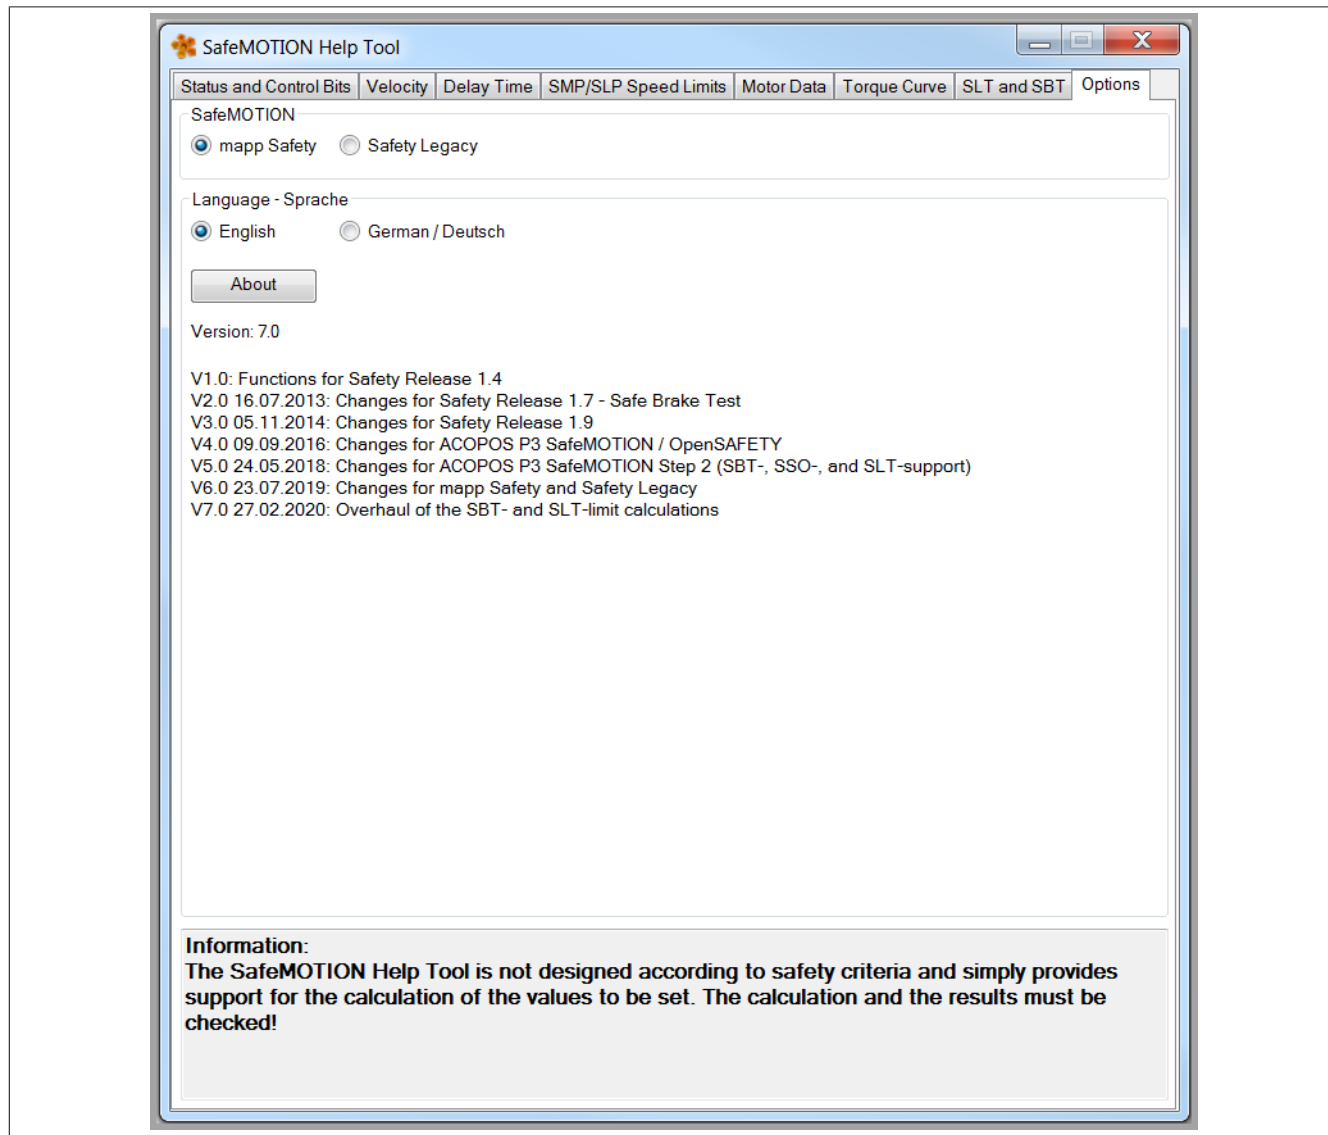 SafeMOTION Help Tool
Status and Control Bits Velocity Delay Time SMP/SLP Speed Limits Motor Data Torque Curve SLT and SBT Options
SafeMOTION
mapp Safety Safety Legacy
Language - Sprache
English German / Deutsch
About
Version: 7.0
V1.0: Functions for Safety Release 1.4
V2.0 16.07.2013: Changes for Safety Release 1.7 - Safe Brake Test
V3.0 05.11.2014: Changes for Safety Release 1.9
V4.0 09.09.2016: Changes for ACOPOS P3 SafeMOTION / OpenSAFETY
V5.0 24.05.2018: Changes for ACOPOS P3 SafeMOTION Step 2 (SBT-, SSO-, and SLT-support)
V6.0 23.07.2019: Changes for mapp Safety and Safety Legacy
V7.0 27.02.2020: Overhaul of the SBT- and SLT-limit calculations
Information:
The SafeMOTION Help Tool is not designed according to safety criteria and simply provides
support for the calculation of the values to be set. The calculation and the results must be
checked!